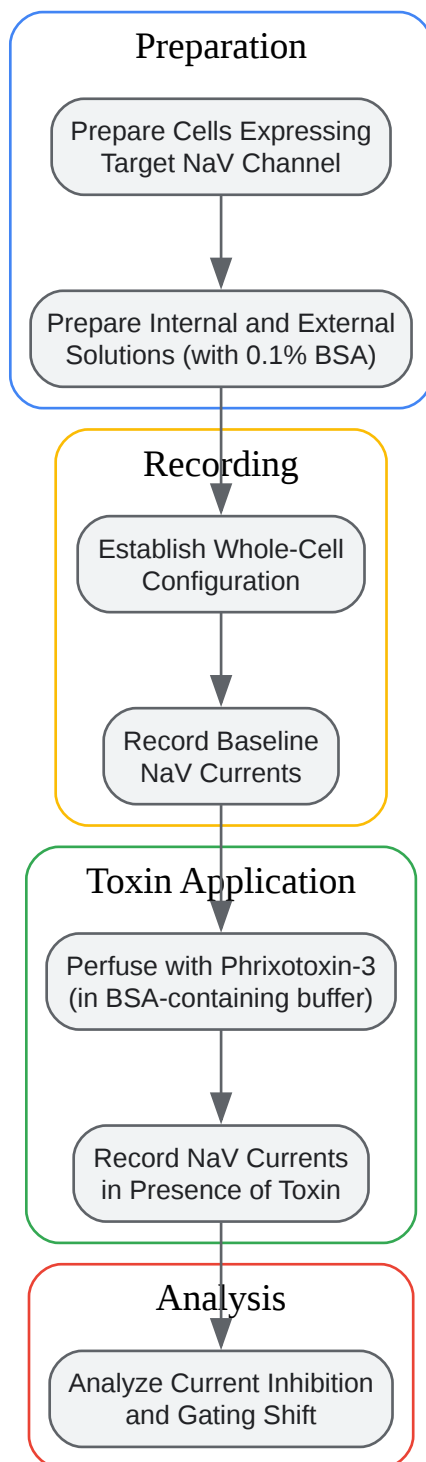 Preparation
Prepare Cells Expressing
Target NaV Channel
Prepare Internal and External
Solutions (with 0.1% BSA)
Recording
Establish Whole-Cell
Configuration
Record Baseline
NaV Currents
Toxin Application
Perfuse with Phrixotoxin-3
(in BSA-containing buffer)
Record NaV Currents
in Presence of Toxin
Analysis
Analyze Current Inhibition
and Gating Shift